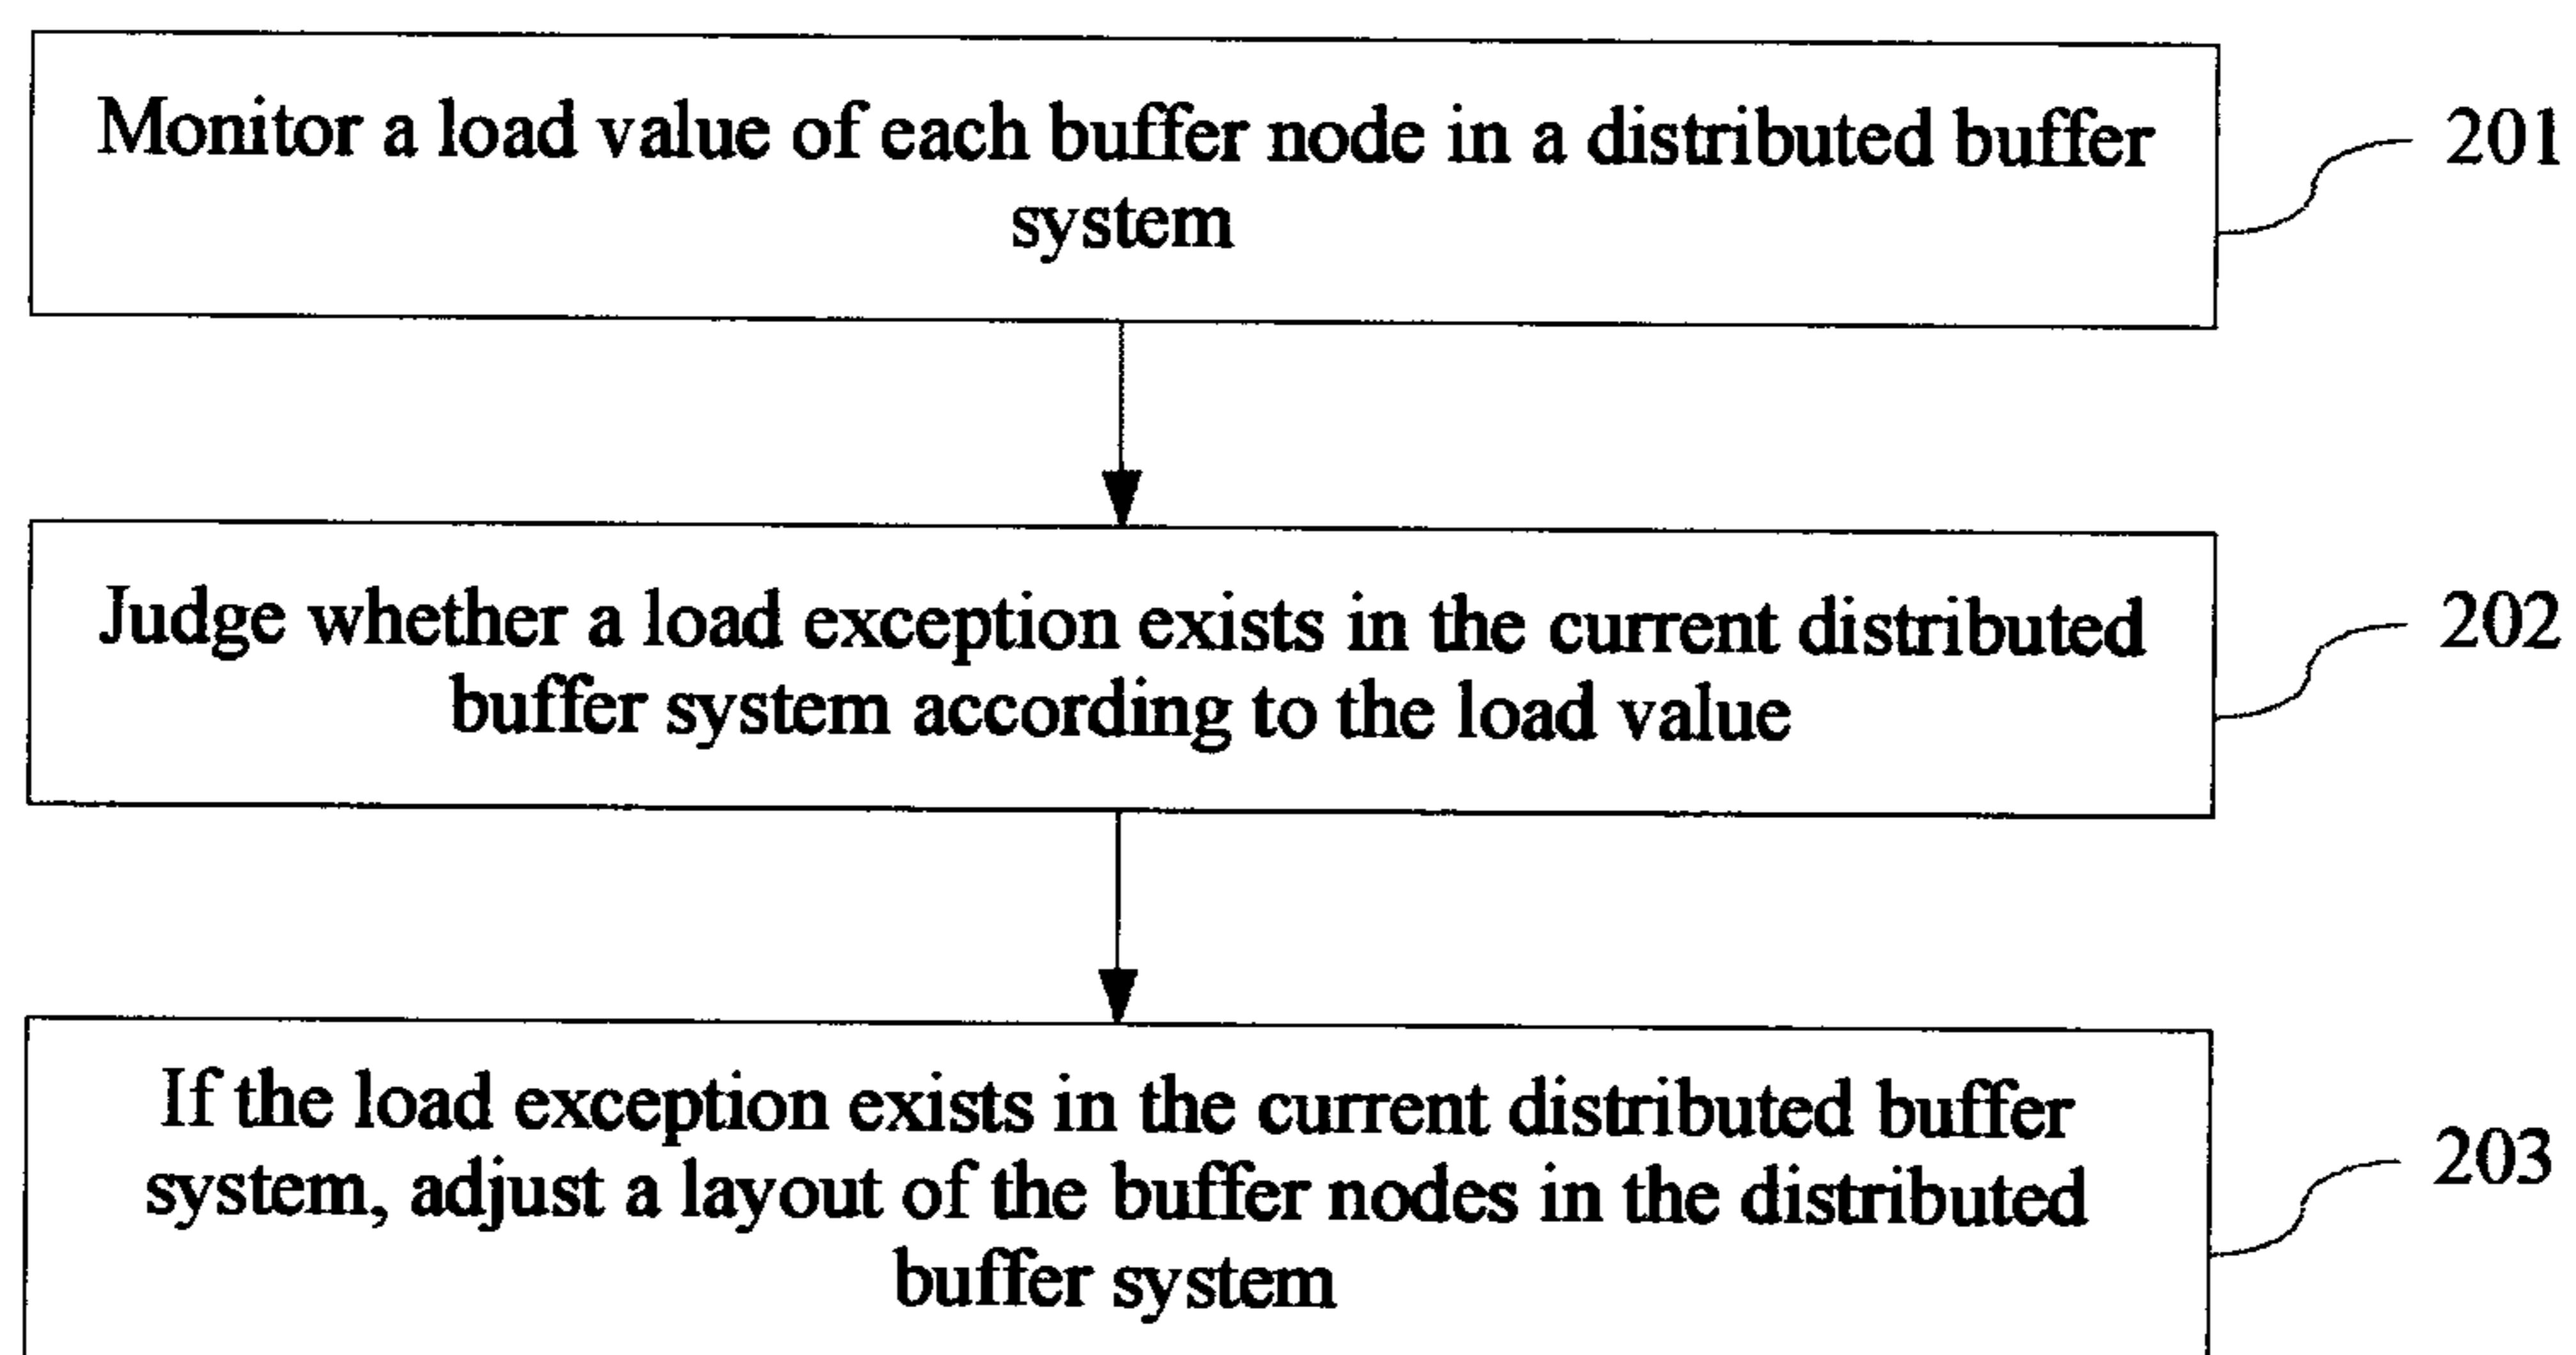 Monitor a load value of each buffer node in a distributed buffer
system
201
Judge whether a load exception exists in the current distributed
buffer system according to the load value
202
If the load exception exists in the current distributed buffer
system, adjust a layout of the buffer nodes in the distributed
buffer system
203